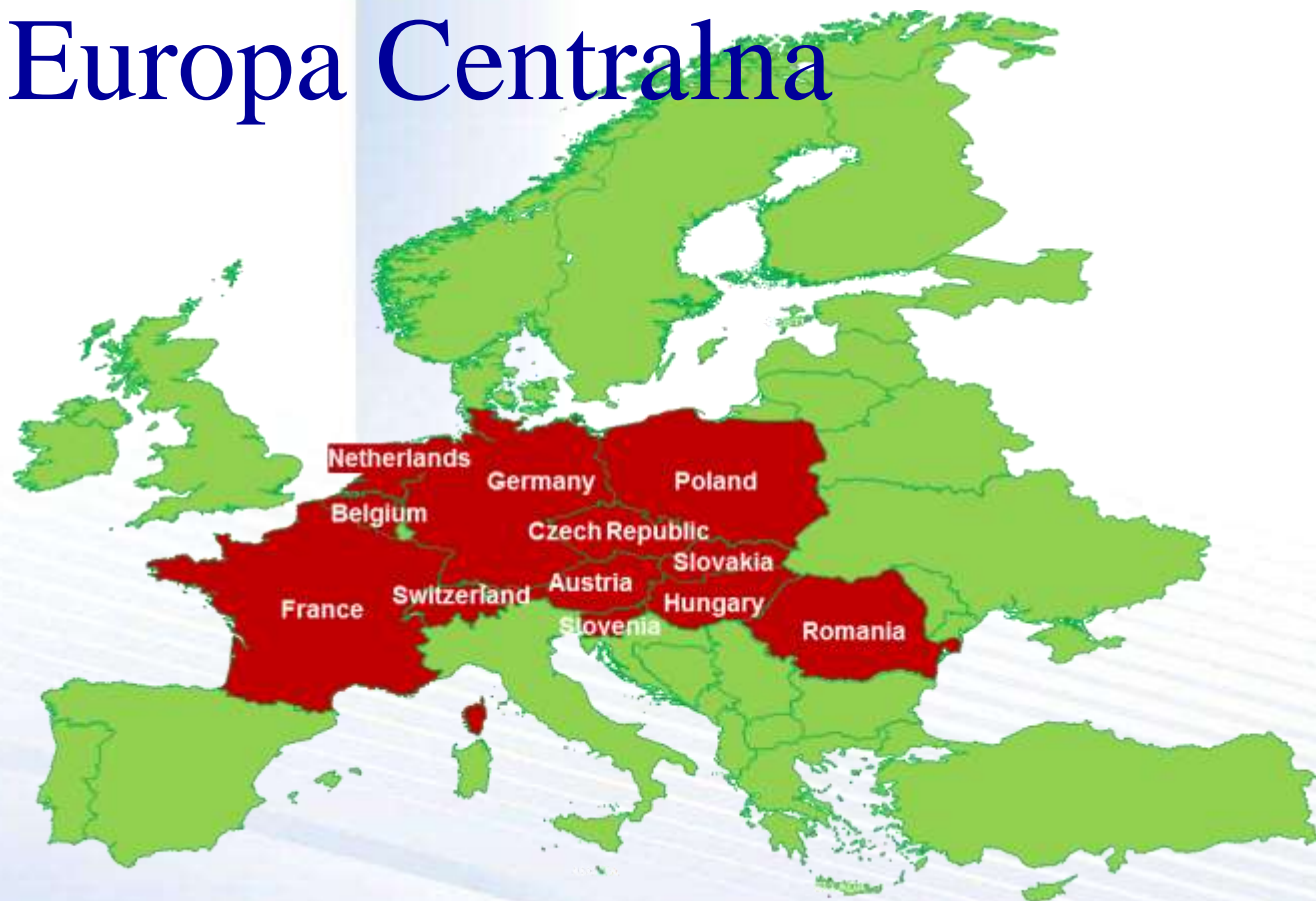 Europa Centralna
Netherlands
Germany
Poland
Belgium
Czech Republic
Slovakia
Austria
Switzerland
Hungary
France
Slovenia
Romania